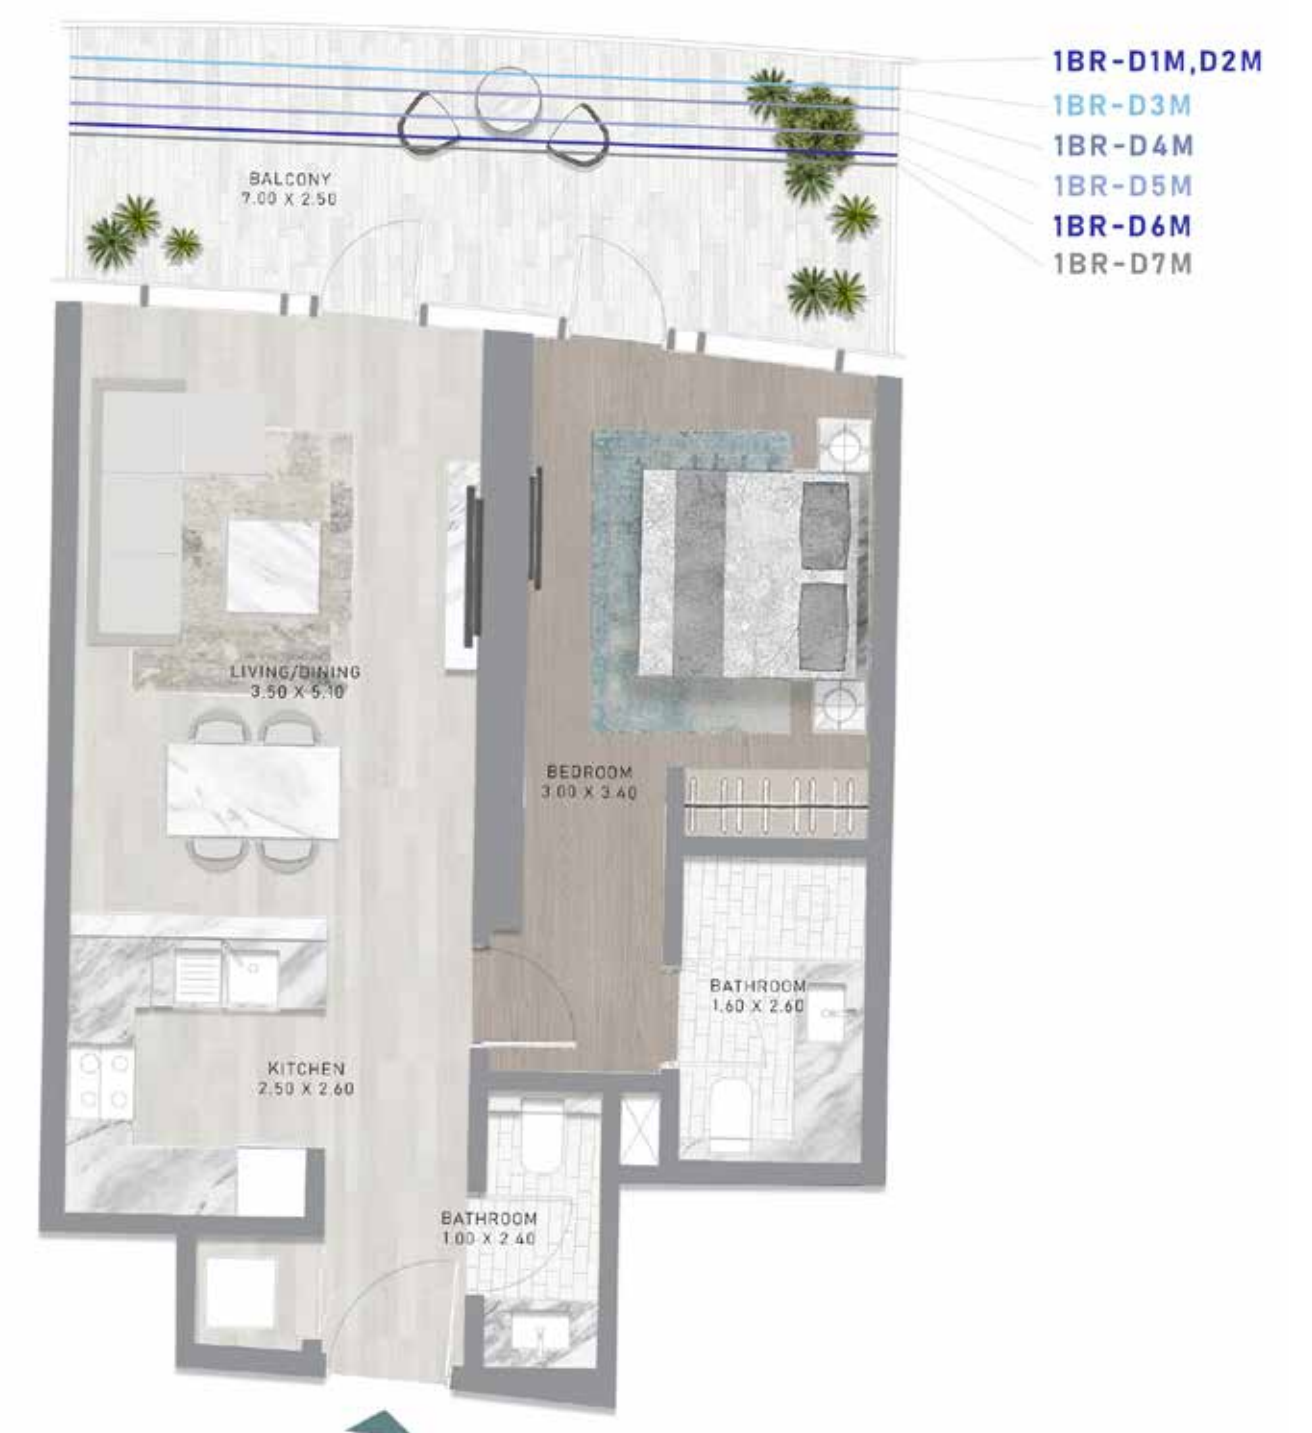 1BR-D1M,D2M
1BR-D3M
1BR-D4M
1BR-D5M
1BR-D6M
1BR-D7M
BALCONY
7.00 X 2.50
LIVING/DINING
3.50 X 5.10
BEDROOM
3.00 X 3.40
BATHROOM
1.60 X 2.60
KITCHEN
2.50 X 2.60
BATHROOM
1.00 X 2.40